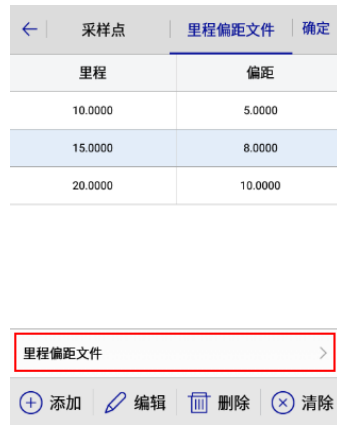 采样点 里程偏距文件 确定
里程 偏距
10.0000 5.0000
15.0000 8.0000
20.0000 10.0000
里程偏距文件
添加 编辑 删除 清除